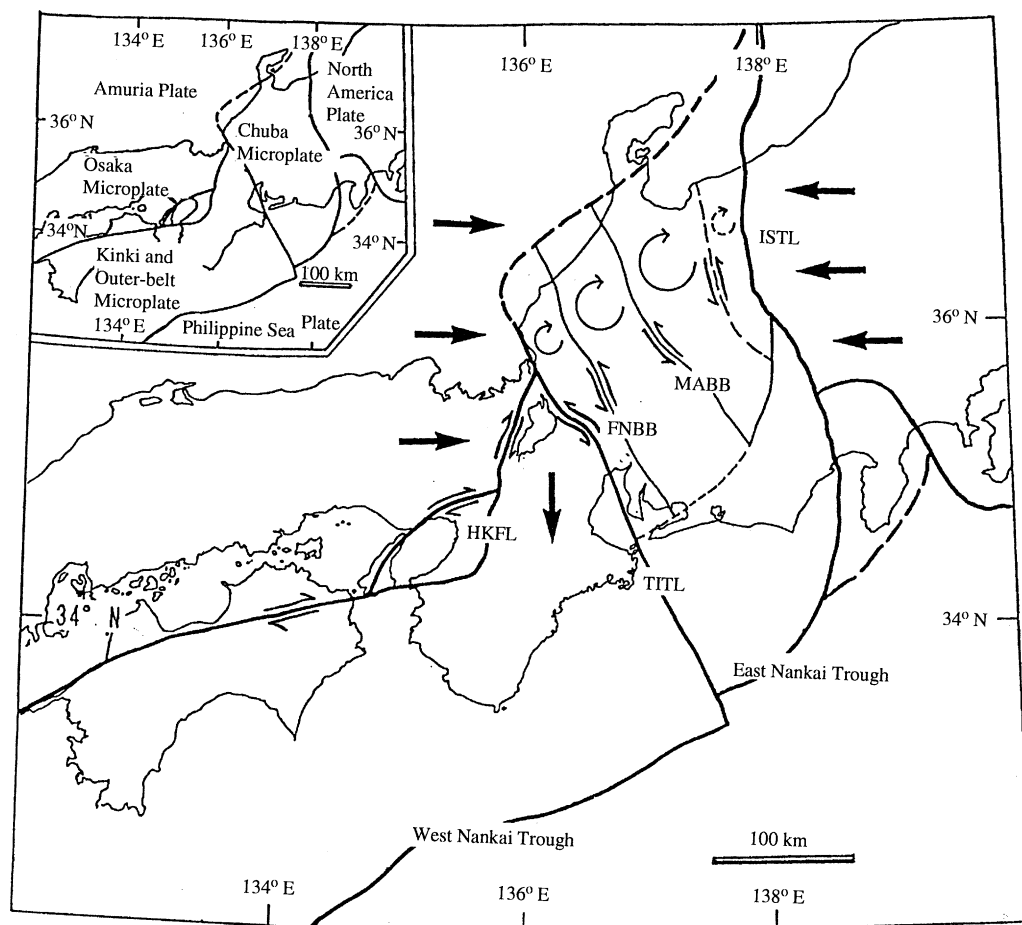 134° E
136° E
138° E
Amuria Plate
North
America
Plate
36° N
36° N
Chuba
Microplate
Osaka
Microplate
34° N
34° N
Kinki and
Outer-belt
Microplate
100 km
134° E
Philippine Sea Plate
136° E
138° E
ISTL
36° N
MABB
FNBB
HKFL
TITL
34° N
34° N
East Nankai Trough
West Nankai Trough
100 km
134° E
136° E
138° E